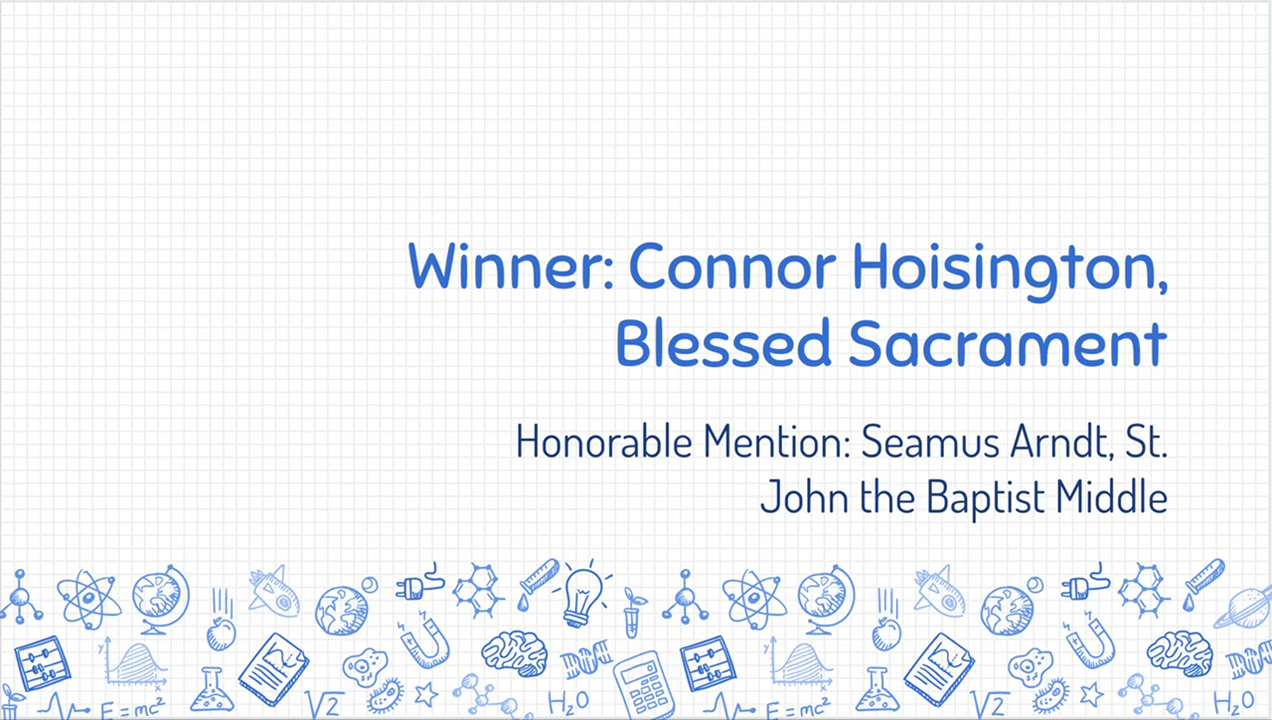 Winner: Connor Hoisington,
Blessed Sacrament
Honorable Mention: Seamus Arndt, St.
John the Baptist Middle
y
x
y
x
E=mc²
√2
H₂O
E=mc²
√2
H₂O